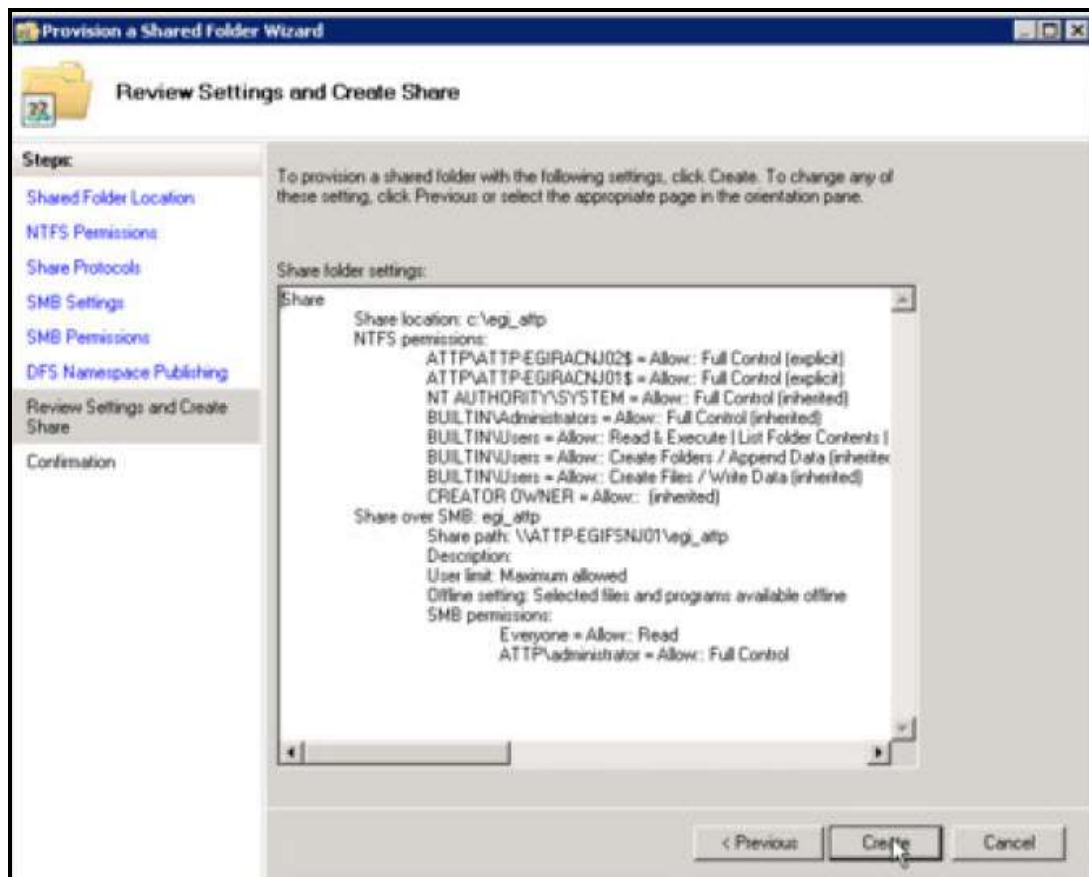 Provision a Shared Folder Wizard
Review Settings and Create Share
Steps:
Shared Folder Location
NTFS Permissions
Share Protocols
SMB Settings
SMB Permissions
DFS Namespace Publishing
Review Settings and Create
Share
Confirmation
To provision a shared folder with the following settings, click Create. To change any of
these setting, click Previous or select the appropriate page in the orientation pane.
Share folder settings:
Share
Share location: c:\egi_attp
NTFS permissions:
ATTP\ATTP-EGIRACNJ02$ = Allow:: Full Control (explicit)
ATTP\ATTP-EGIRACNJ01$ = Allow:: Full Control (explicit)
NT AUTHORITY\SYSTEM = Allow:: Full Control (inherited)
BUILTIN\Administrators = Allow:: Full Control (inherited)
BUILTIN\Users = Allow:: Read & Execute | List Folder Contents |
BUILTIN\Users = Allow:: Create Folders / Append Data (inherited
BUILTIN\Users = Allow:: Create Files / Write Data (inherited)
CREATOR OWNER = Allow:: (inherited)
Share over SMB: egi_attp
Share path: \\ATTP-EGIFSNJ01\egi_attp
Description:
User limit: Maximum allowed
Offline setting: Selected files and programs available offline
SMB permissions:
Everyone = Allow:: Read
ATTP\administrator = Allow:: Full Control
< Previous
Create
Cancel